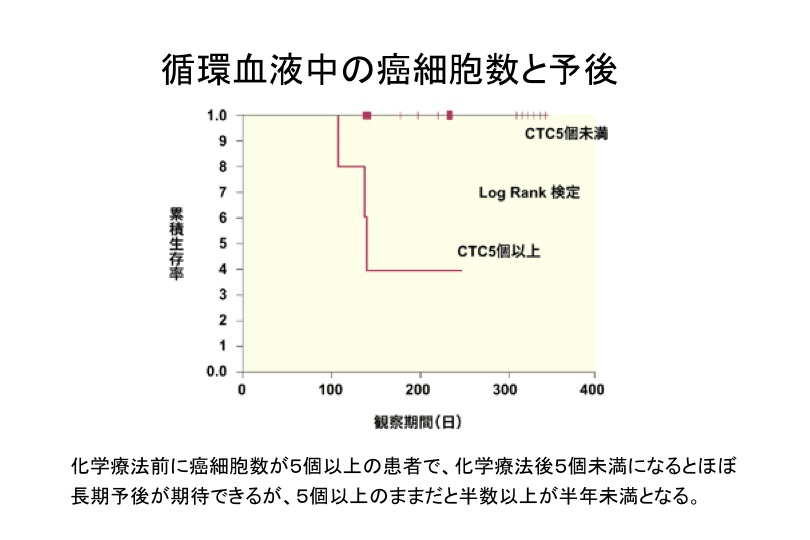 循環血液中の癌細胞数と予後
1.0
9
8
7
6
5
4
3
2
1
0.0
累積生存率
CTC5個未満
Log Rank 検定
CTC5個以上
0 100 200 300 400
観察期間(日)
化学療法前に癌細胞数が5個以上の患者で、化学療法後5個未満になるとほぼ
長期予後が期待できるが、5個以上のままだと半数以上が半年未満となる。